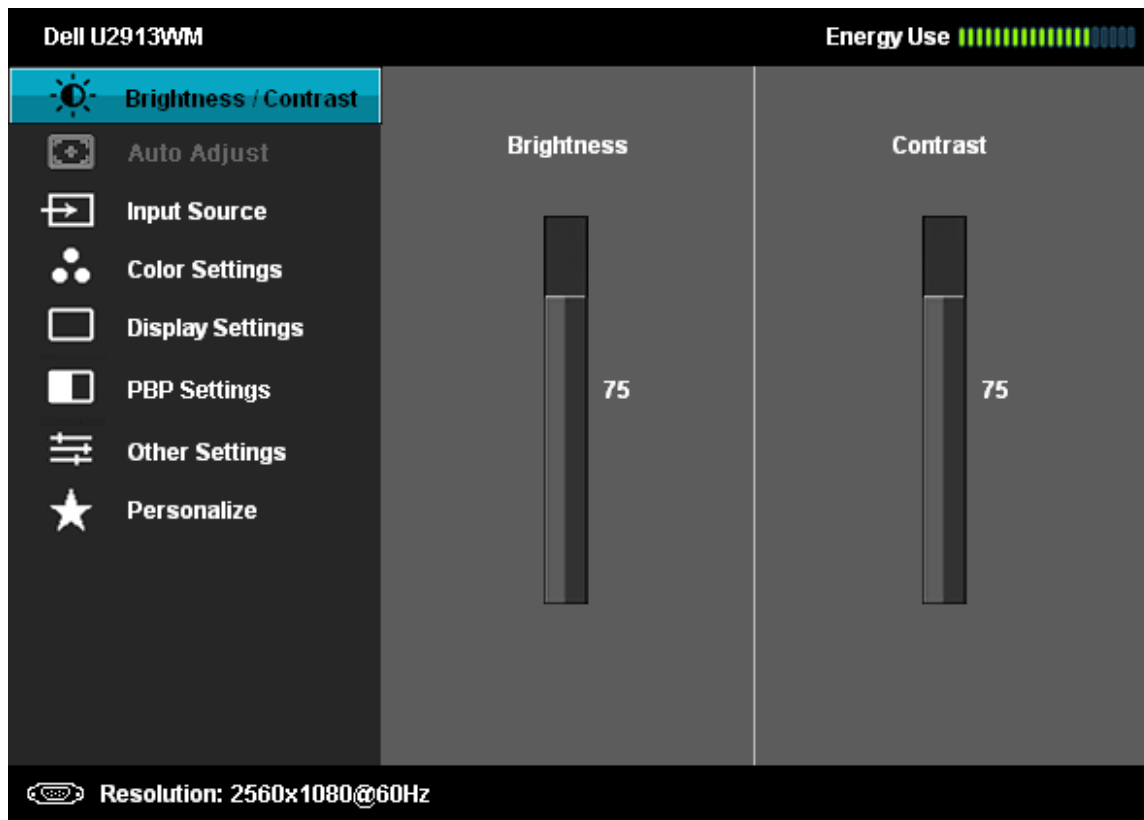 Dell U2913WM
Energy Use
Brightness / Contrast
Auto Adjust
Input Source
Color Settings
Display Settings
PBP Settings
Other Settings
Personalize
Brightness
75
Contrast
75
Resolution: 2560x1080@60Hz